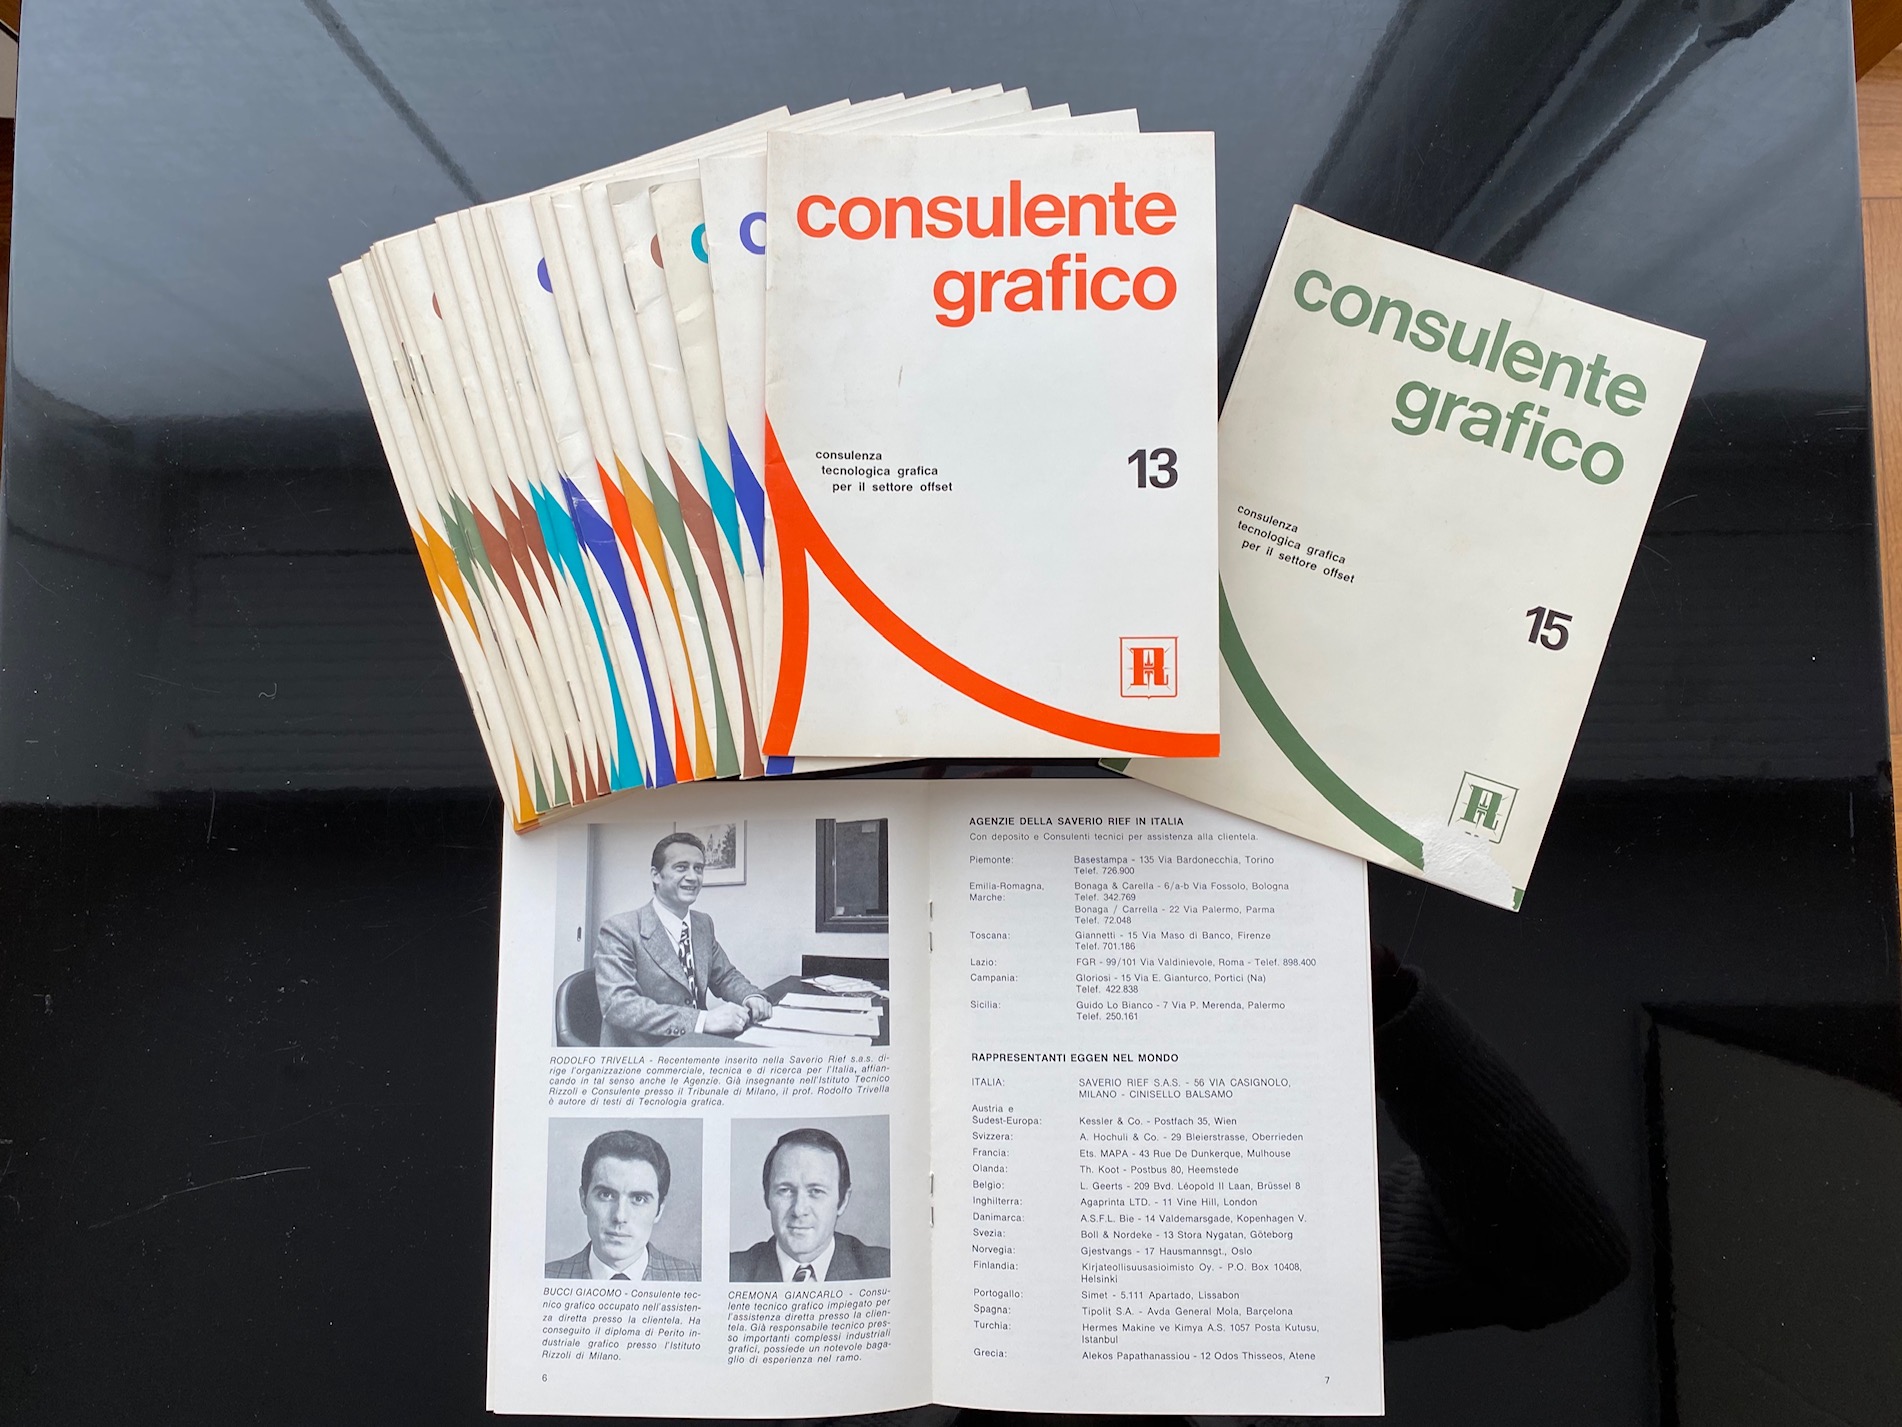 consulente
grafico
consulenza
tecnologica grafica
per il settore offset
13
consulente
grafico
consulenza
tecnologica grafica
per il settore offset
15
RODOLFO TRIVELLA - Recentemente inserito nella Saverio Rief s.a.s. di-
rige l'organizzazione commerciale, tecnica e di ricerca per l'Italia, affian-
cando in tal senso anche le Agenzie. Già insegnante nell'Istituto Tecnico
Rizzoli e Consulente presso il Tribunale di Milano, il prof. Rodolfo Trivella
è autore di testi di Tecnologia grafica.
BUCCI GIACOMO - Consulente tec-
nico grafico occupato nell'assisten-
za diretta presso la clientela. Ha
conseguito il diploma di Perito in-
dustriale grafico presso l'Istituto
Rizzoli di Milano.
CREMONA GIANCARLO - Consu-
lente tecnico grafico impiegato per
l'assistenza diretta presso la clien-
tela. Già responsabile tecnico pres-
so importanti complessi industriali
grafici, possiede un notevole baga-
glio di esperienza nel ramo.
6
AGENZIE DELLA SAVERIO RIEF IN ITALIA
Con deposito e Consulenti tecnici per assistenza alla clientela.
Piemonte: Basestampa - 135 Via Bardonecchia, Torino
Telef. 726.900
Emilia-Romagna, Bonaga & Carella - 6/a-b Via Fossolo, Bologna
Marche: Telef. 342.769
Bonaga / Carrella - 22 Via Palermo, Parma
Telef. 72.048
Toscana: Giannetti - 15 Via Maso di Banco, Firenze
Telef. 701.186
Lazio: FGR - 99/101 Via Valdinievole, Roma - Telef. 898.400
Campania: Gloriosi - 15 Via E. Gianturco, Portici (Na)
Telef. 422.838
Sicilia: Guido Lo Bianco - 7 Via P. Merenda, Palermo
Telef. 250.161
RAPPRESENTANTI EGGEN NEL MONDO
ITALIA: SAVERIO RIEF S.A.S. - 56 VIA CASIGNOLO,
MILANO - CINISELLO BALSAMO
Austria e
Sudest-Europa: Kessler & Co. - Postfach 35, Wien
Svizzera: A. Hochuli & Co. - 29 Bleierstrasse, Oberrieden
Francia: Ets. MAPA - 43 Rue De Dunkerque, Mulhouse
Olanda: Th. Koot - Postbus 80, Heemstede
Belgio: L. Geerts - 209 Bvd. Léopold II Laan, Brüssel 8
Inghilterra: Agaprinta LTD. - 11 Vine Hill, London
Danimarca: A.S.F.L. Bie - 14 Valdemarsgade, Kopenhagen V.
Svezia: Boll & Nordeke - 13 Stora Nygatan, Göteborg
Norvegia: Gjestvangs - 17 Hausmannsgt., Oslo
Finlandia: Kirjateollisuusasioimisto Oy. - P.O. Box 10408,
Helsinki
Portogallo: Simet - 5.111 Apartado, Lissabon
Spagna: Tipolit S.A. - Avda General Mola, Barçelona
Turchia: Hermes Makine ve Kimya A.S. 1057 Posta Kutusu,
Istanbul
Grecia: Alekos Papathanassiou - 12 Odos Thisseos, Atene
7